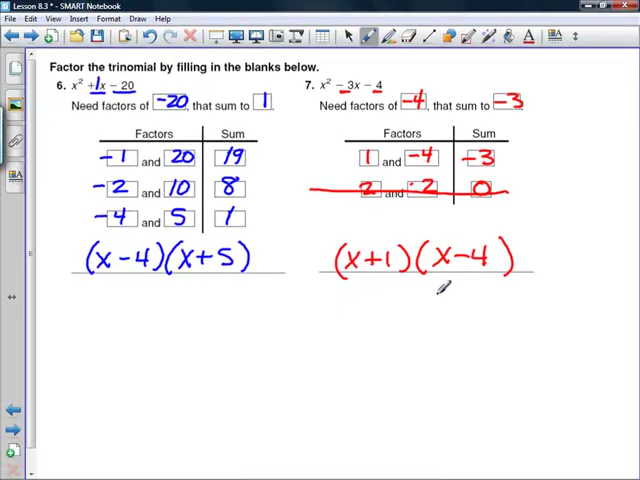 Lesson 8.3 * - SMART Notebook
File Edit View Insert Format Draw Help
Factor the trinomial by filling in the blanks below.
6. x² + 1x − 20
Need factors of −20, that sum to 1.
Factors Sum
−1 and 20 19
−2 and 10 8
−4 and 5 1
(x − 4)(x + 5)
7. x² − 3x − 4
Need factors of −4, that sum to −3.
Factors Sum
1 and −4 −3
2 and -2 0
(x + 1)(x − 4)